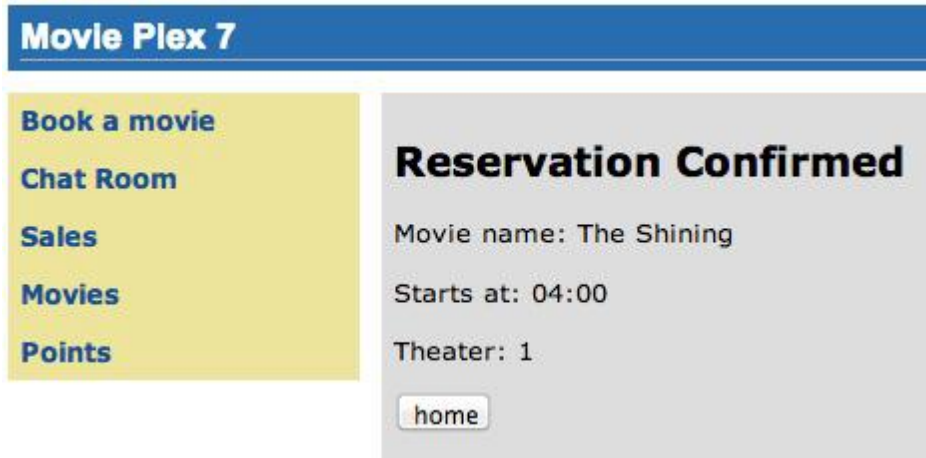 Movie Plex 7
Book a movie
Chat Room
Sales
Movies
Points
Reservation Confirmed
Movie name: The Shining
Starts at: 04:00
Theater: 1
home